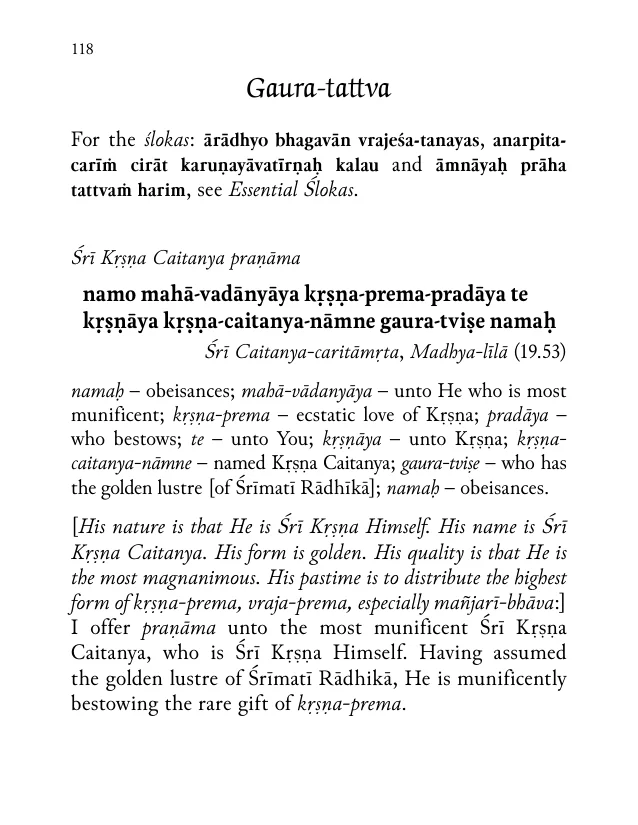 118
Gaura-tattva
For the ślokas: ārādhyo bhagavān vrajeśa-tanayas, anarpita-
carīṁ cirāt karuṇayāvatīrṇaḥ kalau and āmnāyaḥ prāha
tattvaṁ harim, see Essential Ślokas.
Śrī Kṛṣṇa Caitanya praṇāma
namo mahā-vadānyāya kṛṣṇa-prema-pradāya te
kṛṣṇāya kṛṣṇa-caitanya-nāmne gaura-tviṣe namaḥ
Śrī Caitanya-caritāmṛta, Madhya-līlā (19.53)
namaḥ – obeisances; mahā-vādanyāya – unto He who is most
munificent; kṛṣṇa-prema – ecstatic love of Kṛṣṇa; pradāya –
who bestows; te – unto You; kṛṣṇāya – unto Kṛṣṇa; kṛṣṇa-
caitanya-nāmne – named Kṛṣṇa Caitanya; gaura-tviṣe – who has
the golden lustre [of Śrīmatī Rādhīkā]; namaḥ – obeisances.
[His nature is that He is Śrī Kṛṣṇa Himself. His name is Śrī
Kṛṣṇa Caitanya. His form is golden. His quality is that He is
the most magnanimous. His pastime is to distribute the highest
form of kṛṣṇa-prema, vraja-prema, especially mañjarī-bhāva:]
I offer praṇāma unto the most munificent Śrī Kṛṣṇa
Caitanya, who is Śrī Kṛṣṇa Himself. Having assumed
the golden lustre of Śrīmatī Rādhikā, He is munificently
bestowing the rare gift of kṛṣṇa-prema.